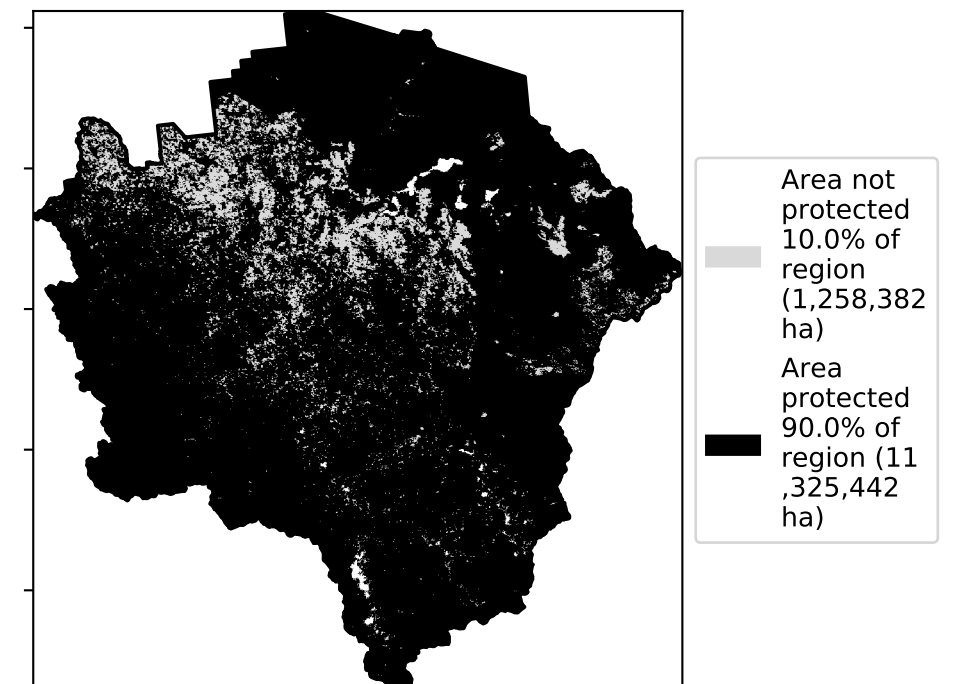 Area not
protected
10.0% of
region
(1,258,382
ha)
Area
protected
90.0% of
region (11
,325,442
ha)